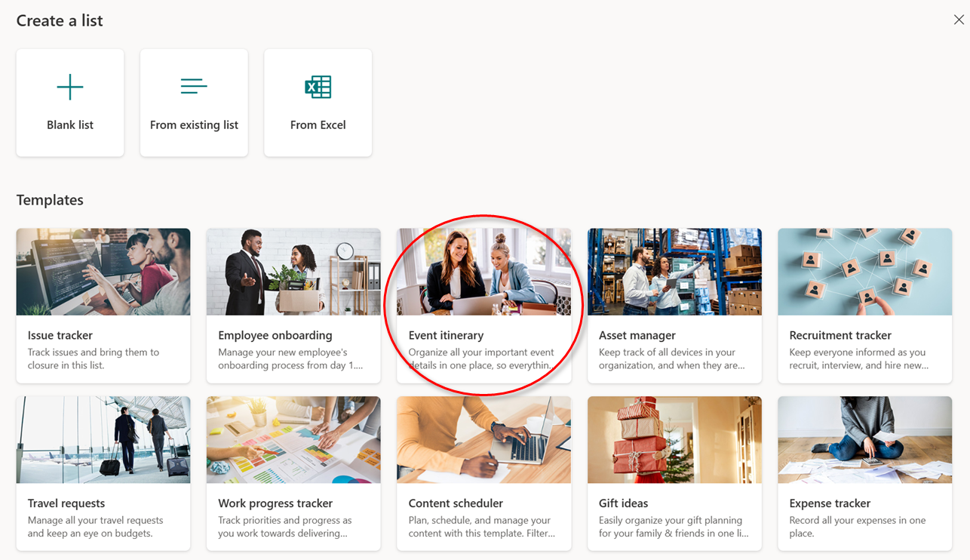 Create a list
Blank list
From existing list
From Excel
Templates
Issue tracker
Track issues and bring them to
closure in this list.
Employee onboarding
Manage your new employee's
onboarding process from day 1....
Event itinerary
Organize all your important event
details in one place, so everythin...
Asset manager
Keep track of all devices in your
organization, and when they are...
Recruitment tracker
Keep everyone informed as you
recruit, interview, and hire new...
Travel requests
Manage all your travel requests
and keep an eye on budgets.
Work progress tracker
Track priorities and progress as
you work towards delivering...
Content scheduler
Plan, schedule, and manage your
content with this template. Filter...
Gift ideas
Easily organize your gift planning
for your family & friends in one li...
Expense tracker
Record all your expenses in one
place.